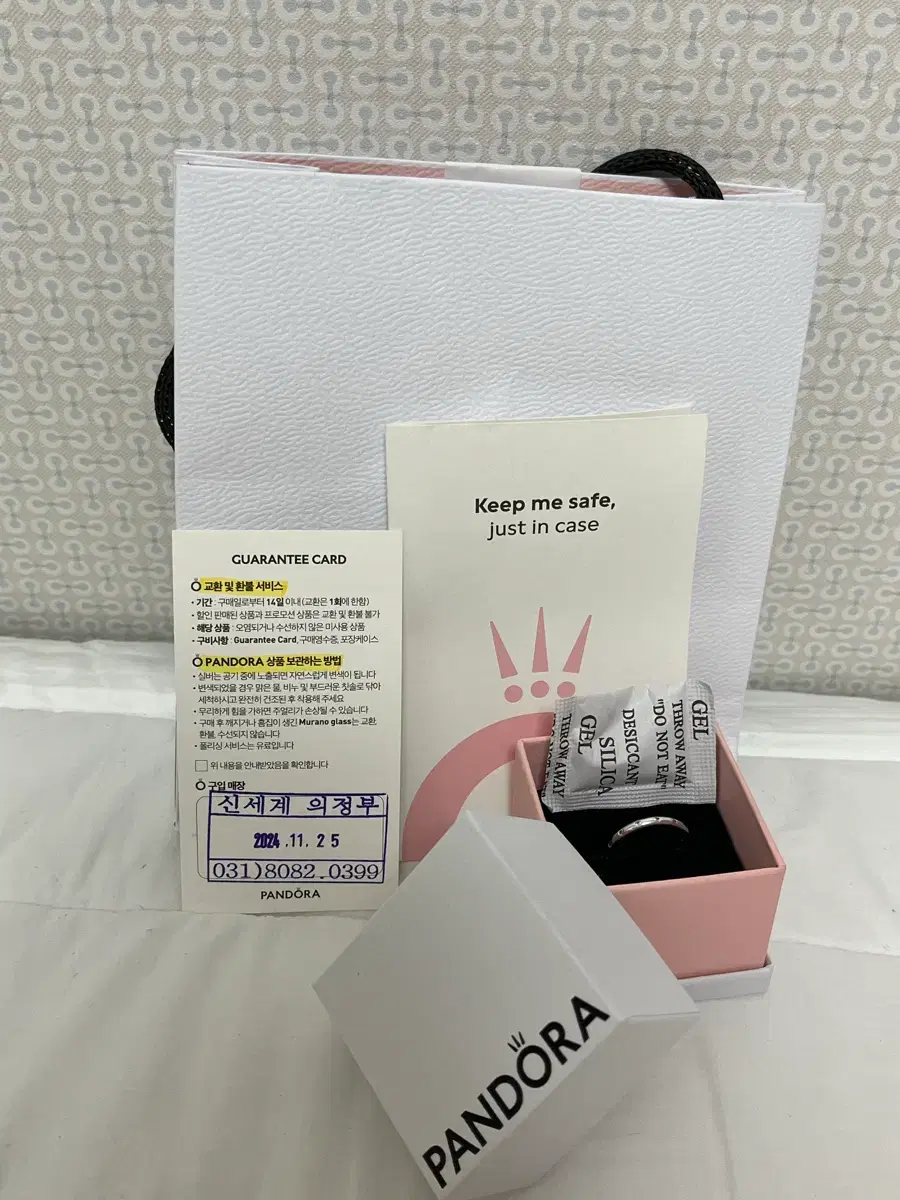 Keep me safe,
just in case
GUARANTEE CARD
교환 및 환불 서비스
• 기간 : 구매일로부터 14일 이내 (교환은 1회에 한함)
• 할인 판매된 상품과 프로모션 상품은 교환 및 환불 불가
• 해당 상품 : 오염되거나 수선하지 않은 미사용 상품
• 구비사항 : Guarantee Card, 구매영수증, 포장케이스
PANDORA 상품 보관하는 방법
• 실버는 공기 중에 노출되면 자연스럽게 변색이 됩니다
• 변색되었을 경우 맑은 물, 비누 및 부드러운 칫솔로 닦아
세척하시고 완전히 건조된 후 착용해 주세요
• 무리하게 힘을 가하면 주얼리가 손상될 수 있습니다
• 구매 후 깨지거나 흠집이 생긴 Murano glass는 교환,
환불, 수선되지 않습니다
• 폴리싱 서비스는 유료입니다
위 내용을 안내받았음을 확인합니다
구입 매장
신세계 의정부
2024.11.25
031)8082.0399
PANDORA
GEL
THROW AWAY
"DO NOT EAT"
DESICCANT
SILICA
GEL
THROW AWAY
PANDORA